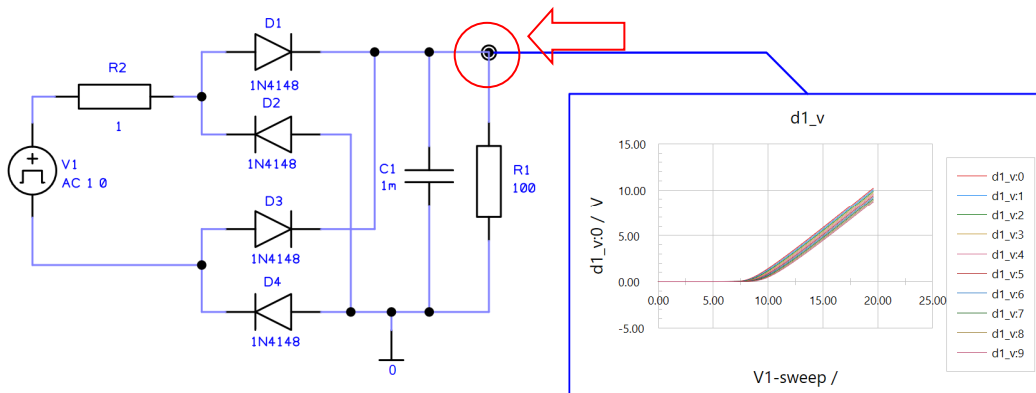 D1
1N4148
R2
1
D2
1N4148
V1
AC 1 0
C1
1m
R1
100
D3
1N4148
D4
1N4148
0
d1_v
15.00
10.00
5.00
0.00
-5.00
d1_v:0 / V
0.00 5.00 10.00 15.00 20.00 25.00
V1-sweep /
d1_v:0
d1_v:1
d1_v:2
d1_v:3
d1_v:4
d1_v:5
d1_v:6
d1_v:7
d1_v:8
d1_v:9